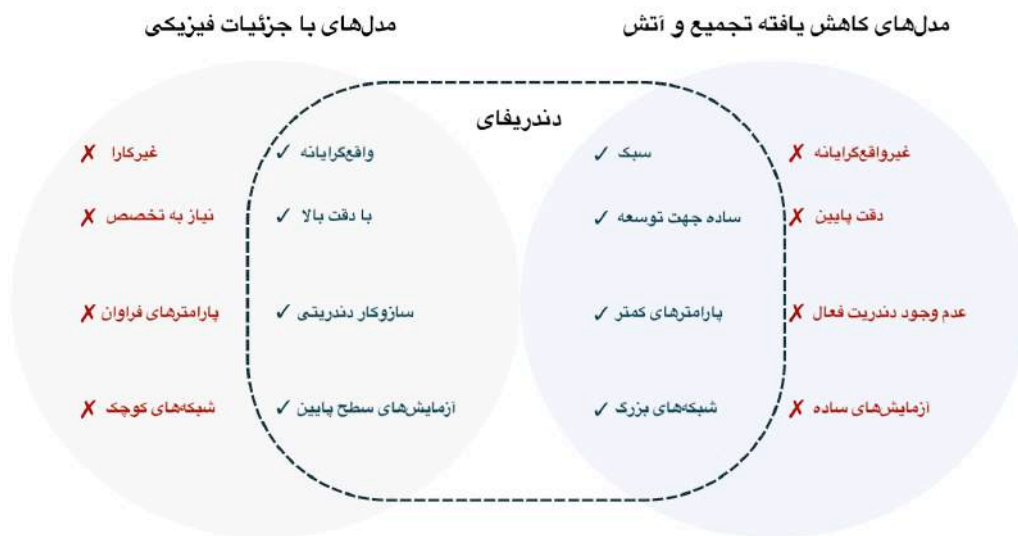 مدل‌های کاهش یافته تجمیع و آتش
مدل‌های با جزئیات فیزیکی
دندریفای
غیرواقع‌گرایانه ✗
سبک ✓
واقع‌گرایانه ✓
غیرکارا ✗
دقت پایین ✗
ساده جهت توسعه ✓
با دقت بالا ✓
نیاز به تخصص ✗
عدم وجود دندریت فعال ✗
پارامترهای کمتر ✓
سازوکار دندریتی ✓
پارامترهای فراوان ✗
آزمایش‌های ساده ✗
شبکه‌های بزرگ ✓
آزمایش‌های سطح پایین ✓
شبکه‌های کوچک ✗